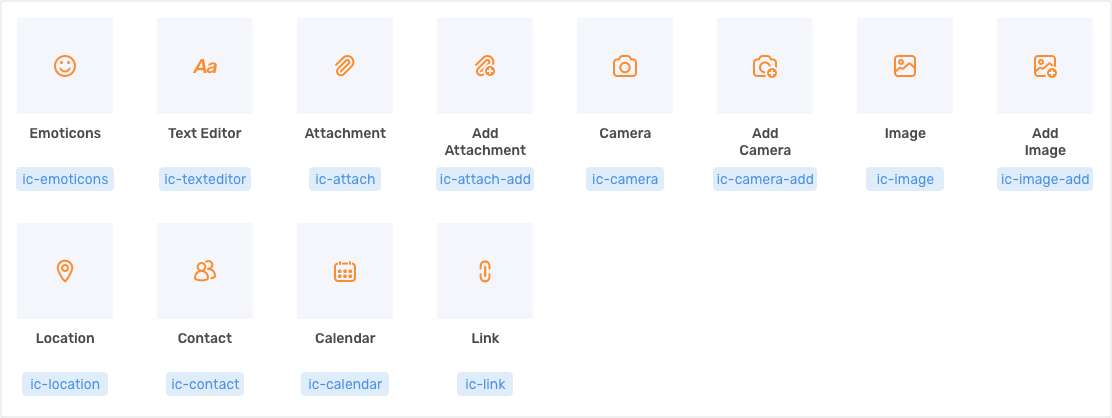 Aa
Emoticons
Text Editor
Attachment
Add
Attachment
Camera
Add
Camera
Image
Add
Image
ic-emoticons
ic-texteditor
ic-attach
ic-attach-add
ic-camera
ic-camera-add
ic-image
ic-image-add
Location
Contact
Calendar
Link
ic-location
ic-contact
ic-calendar
ic-link